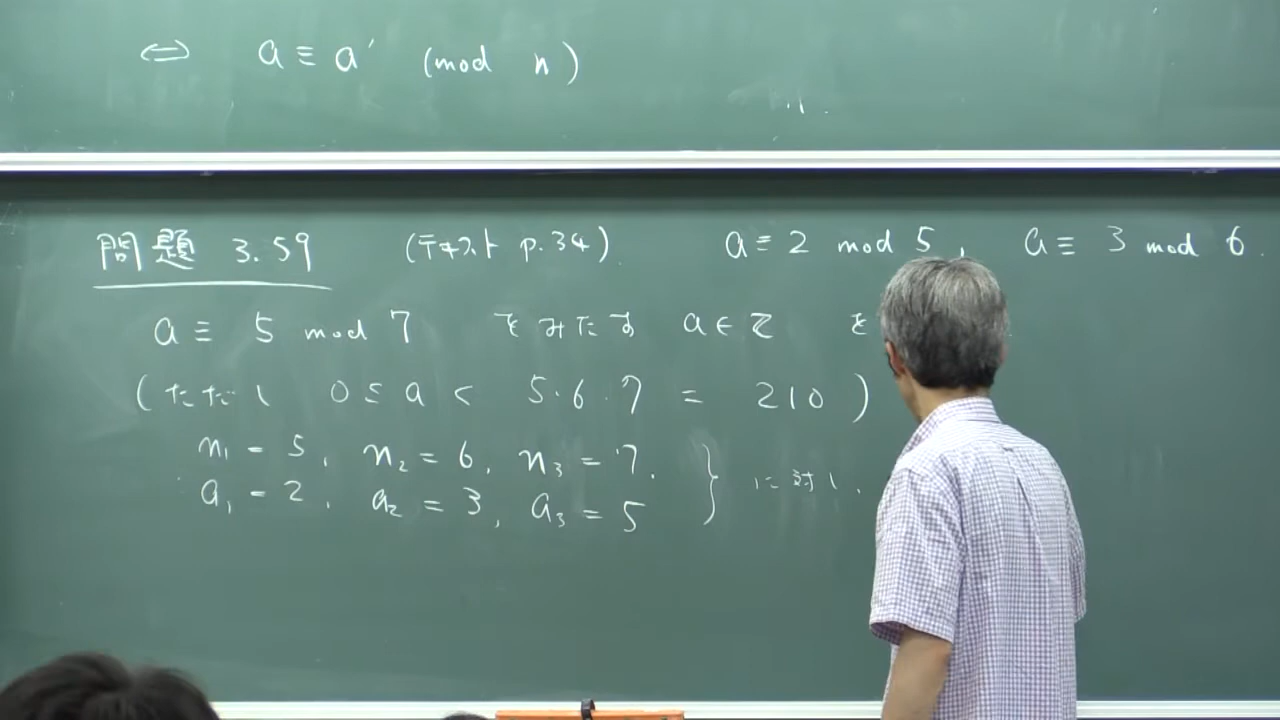 ⇔ a ≡ a′ (mod n)
問題 3.59 (テキスト p.34). a ≡ 2 mod 5, a ≡ 3 mod 6.
a ≡ 5 mod 7 をみたす a ∈ Z を
(ただし 0 ≤ a < 5·6·7 = 210)
n₁ = 5, n₂ = 6, n₃ = 7.
a₁ = 2, a₂ = 3, a₃ = 5 } に対し,